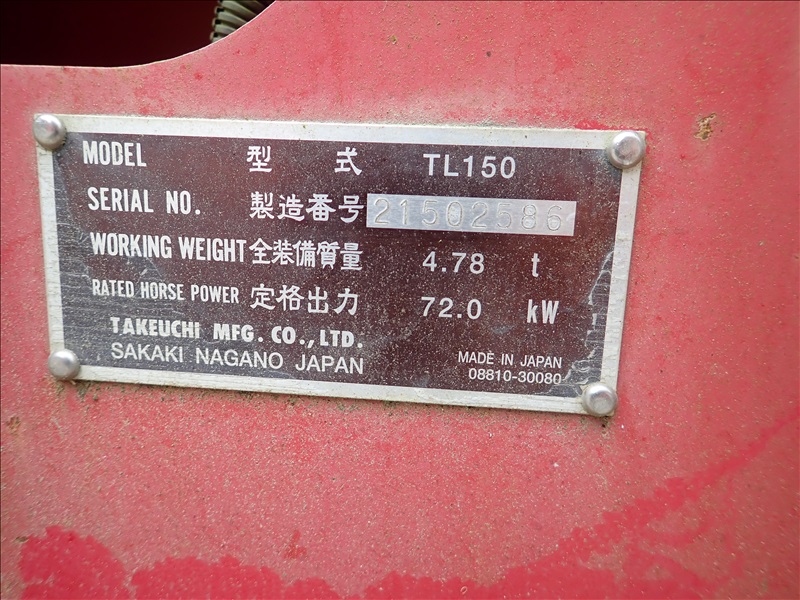 MODEL 型 式 TL150
SERIAL NO. 製造番号 21502586
WORKING WEIGHT 全装備質量 4.78 t
RATED HORSE POWER 定格出力 72.0 kW
TAKEUCHI MFG. CO., LTD.
SAKAKI NAGANO JAPAN
MADE IN JAPAN
08810-30080